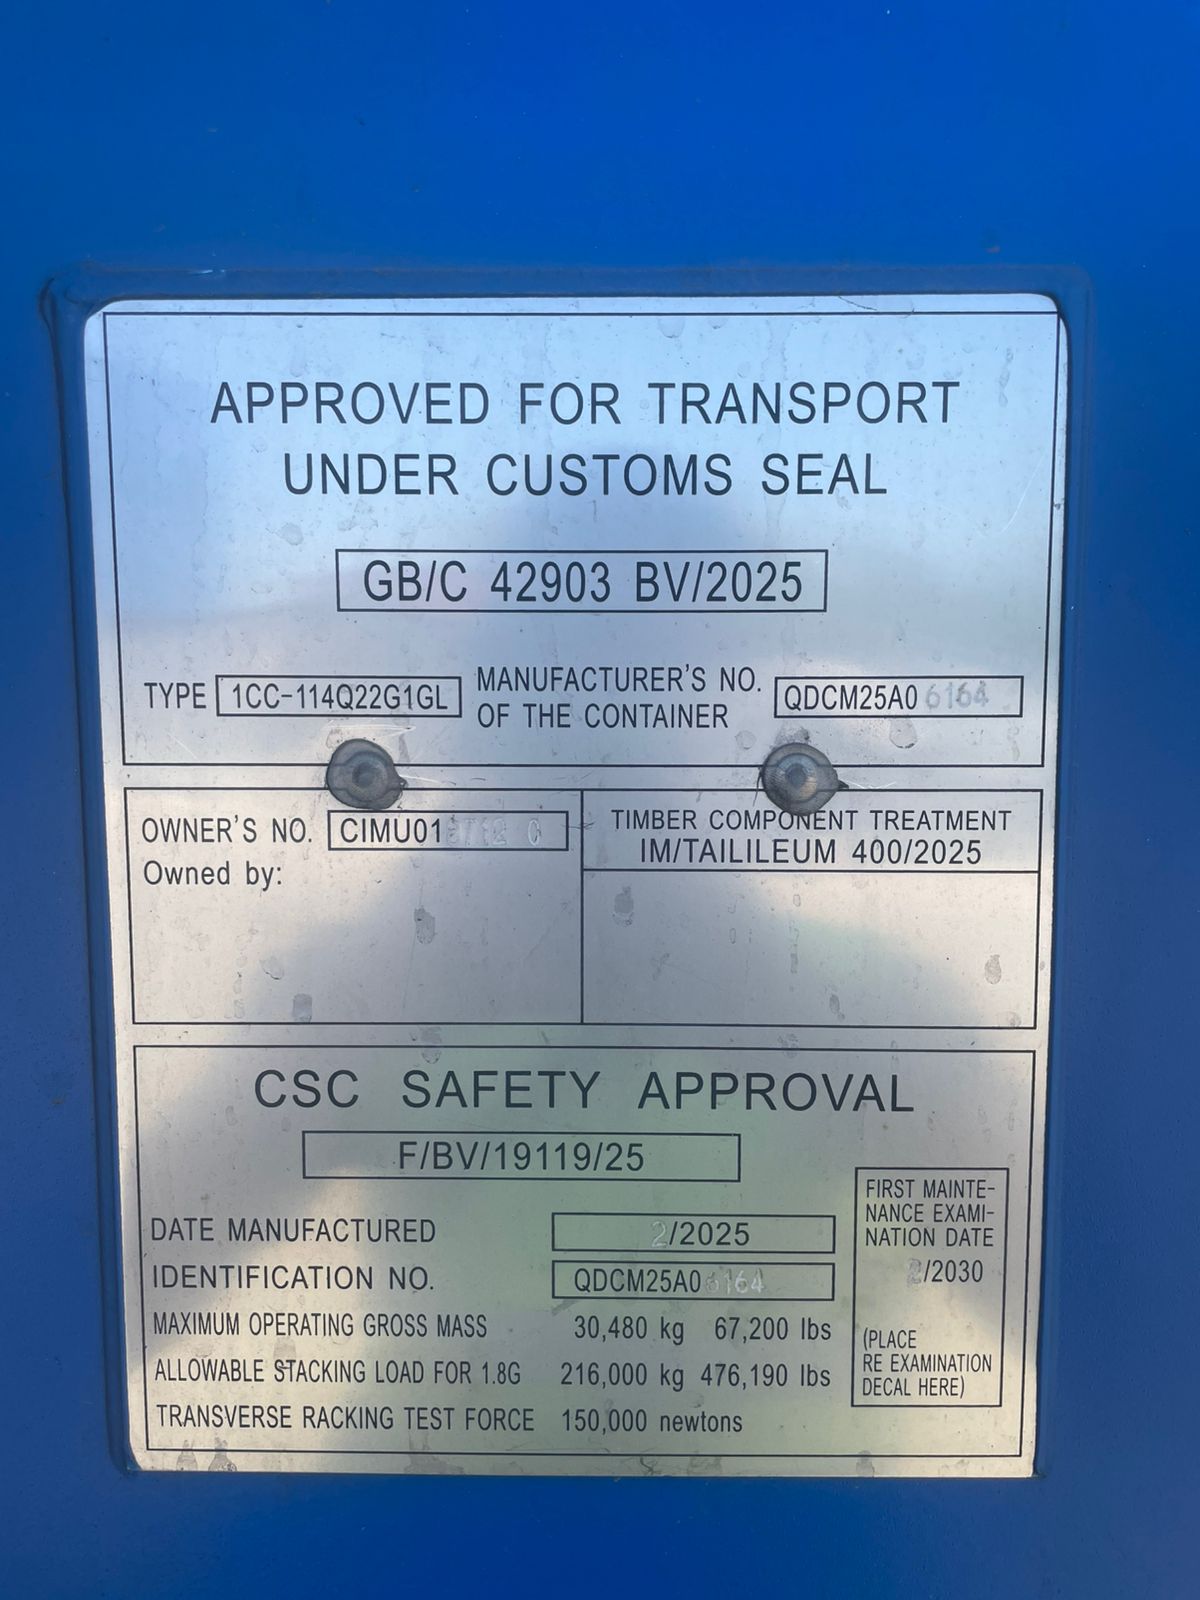 APPROVED FOR TRANSPORT
UNDER CUSTOMS SEAL
GB/C 42903 BV/2025
TYPE 1CC-114Q22G1GL
MANUFACTURER'S NO.
OF THE CONTAINER
QDCM25A0 6164
OWNER'S NO. CIMU01
Owned by:
TIMBER COMPONENT TREATMENT
IM/TAILILEUM 400/2025
CSC SAFETY APPROVAL
F/BV/19119/25
DATE MANUFACTURED 2/2025
IDENTIFICATION NO. QDCM25A0 6164
MAXIMUM OPERATING GROSS MASS 30,480 kg 67,200 lbs
ALLOWABLE STACKING LOAD FOR 1.8G 216,000 kg 476,190 lbs
TRANSVERSE RACKING TEST FORCE 150,000 newtons
FIRST MAINTE-
NANCE EXAMI-
NATION DATE
2/2030
(PLACE
RE EXAMINATION
DECAL HERE)